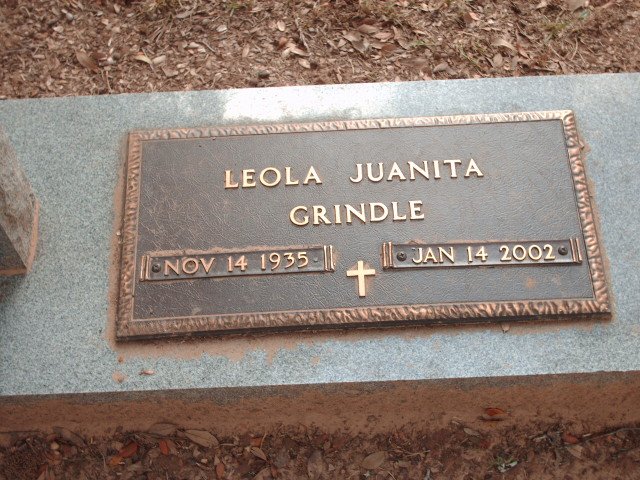 LEOLA JUANITA
GRINDLE
NOV 14 1935 JAN 14 2002